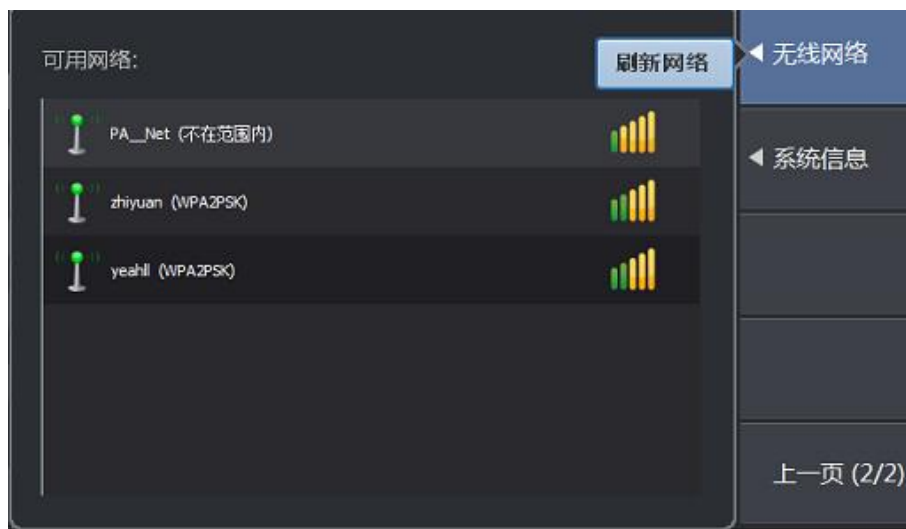 可用网络:
刷新网络
PA__Net (不在范围内)
zhiyuan (WPA2PSK)
yeahll (WPA2PSK)
无线网络
系统信息
上一页 (2/2)